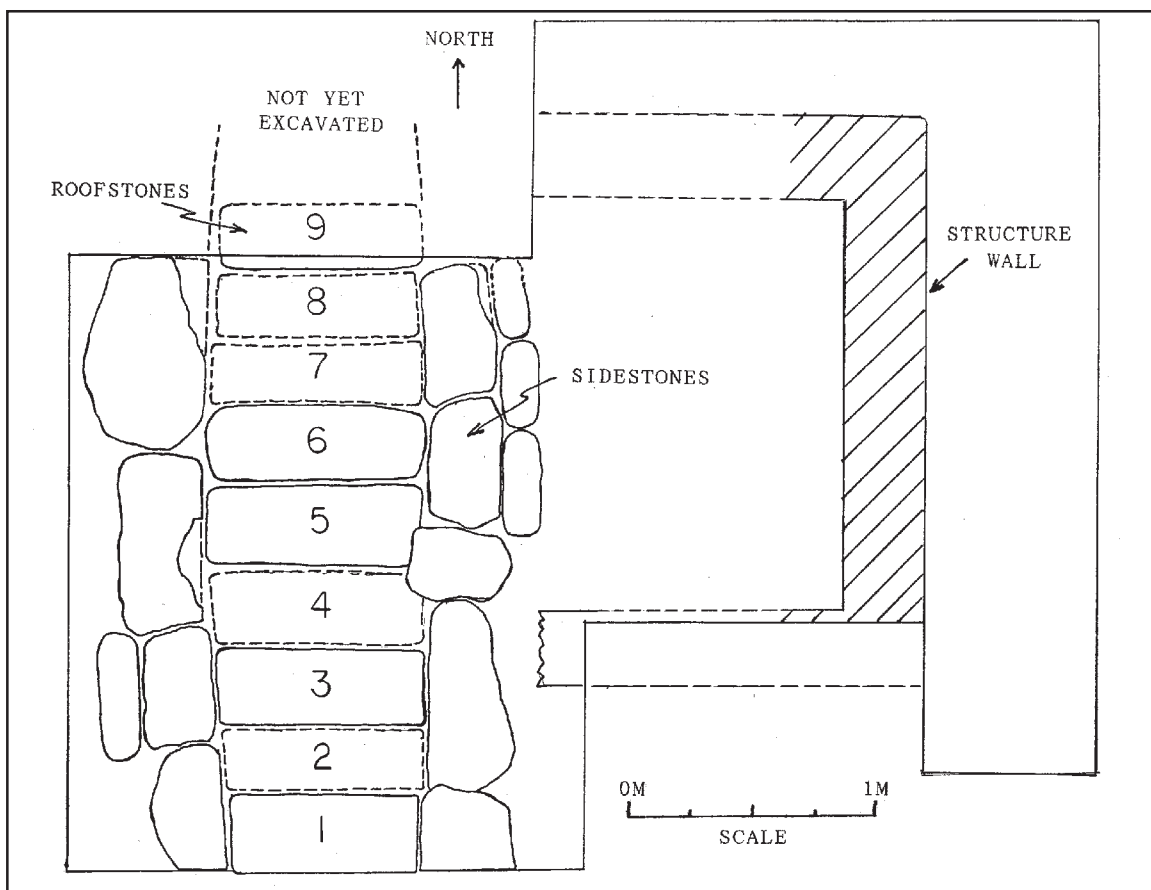 NORTH
NOT YET
EXCAVATED
ROOFSTONES
9
STRUCTURE
WALL
8
7
SIDESTONES
6
5
4
3
2
0M 1M
1
SCALE